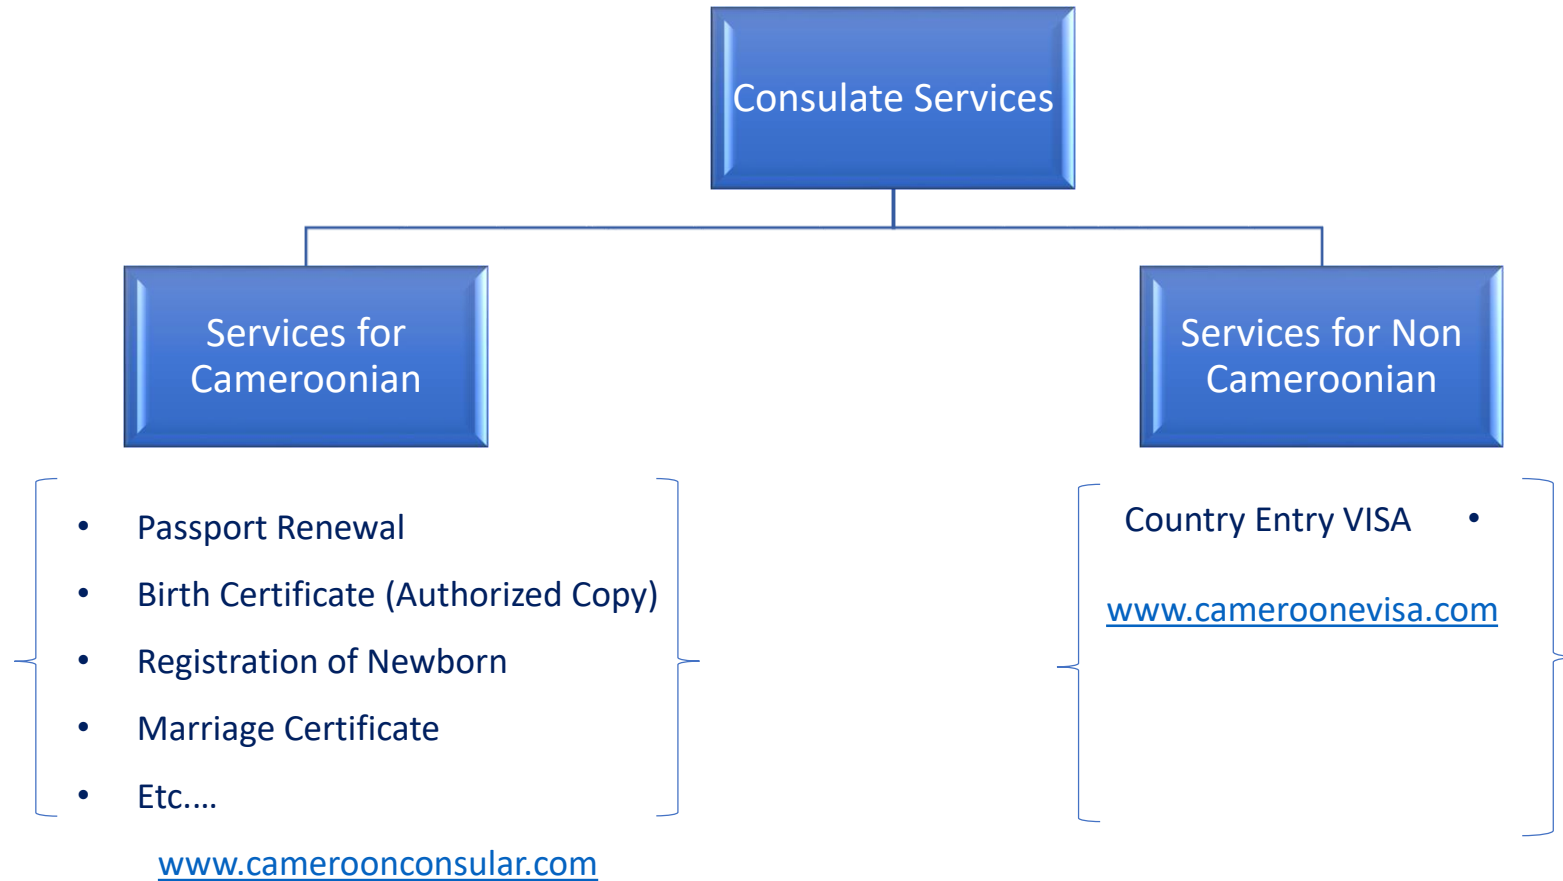 Consulate Services
Services for
Cameroonian
Services for Non
Cameroonian
• Passport Renewal
• Birth Certificate (Authorized Copy)
• Registration of Newborn
• Marriage Certificate
• Etc....
www.cameroonconsular.com
Country Entry VISA •
www.cameroonevisa.com